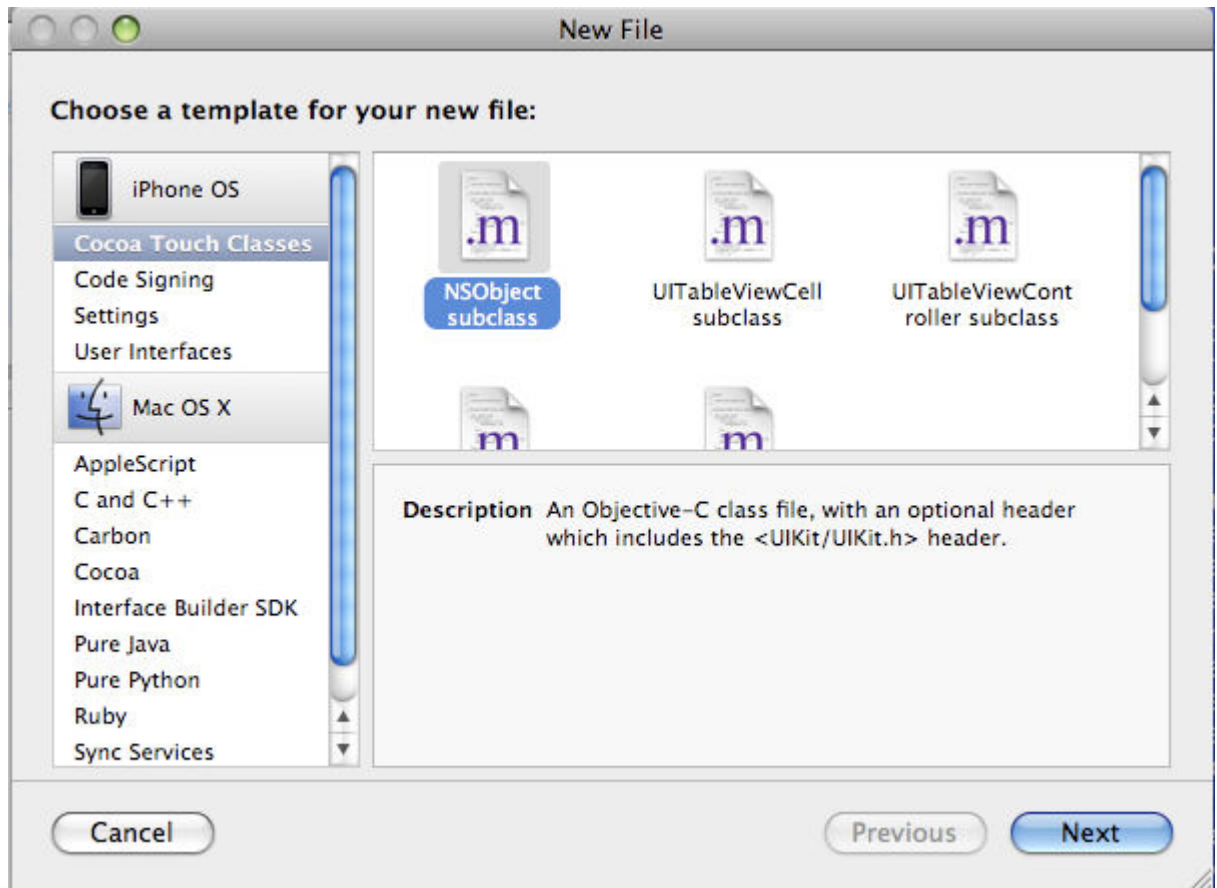 New File
Choose a template for your new file:
iPhone OS
Cocoa Touch Classes
Code Signing
Settings
User Interfaces
Mac OS X
AppleScript
C and C++
Carbon
Cocoa
Interface Builder SDK
Pure Java
Pure Python
Ruby
Sync Services
.m
.m
.m
NSObject
subclass
UITableViewCell
subclass
UITableViewCont
roller subclass
m
m
Description An Objective-C class file, with an optional header
which includes the <UIKit/UIKit.h> header.
Cancel
Previous
Next